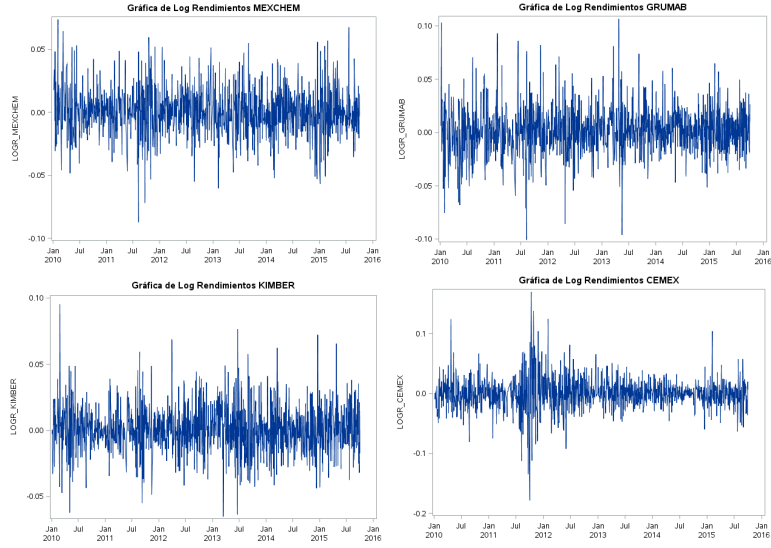 Gráfica de Log Rendimientos MEXCHEM
LOGR_MEXCHEM
0.05
0.00
-0.05
-0.10
Jan Jul Jan Jul Jan Jul Jan Jul Jan Jul Jan Jul Jan
2010 2011 2012 2013 2014 2015 2016
Gráfica de Log Rendimientos GRUMAB
LOGR_GRUMAB
0.10
0.05
0.00
-0.05
-0.10
Jan Jul Jan Jul Jan Jul Jan Jul Jan Jul Jan Jul Jan
2010 2011 2012 2013 2014 2015 2016
Gráfica de Log Rendimientos KIMBER
LOGR_KIMBER
0.10
0.05
0.00
-0.05
Jan Jul Jan Jul Jan Jul Jan Jul Jan Jul Jan Jul Jan
2010 2011 2012 2013 2014 2015 2016
Gráfica de Log Rendimientos CEMEX
LOGR_CEMEX
0.1
0.0
-0.1
-0.2
Jan Jul Jan Jul Jan Jul Jan Jul Jan Jul Jan Jul Jan
2010 2011 2012 2013 2014 2015 2016